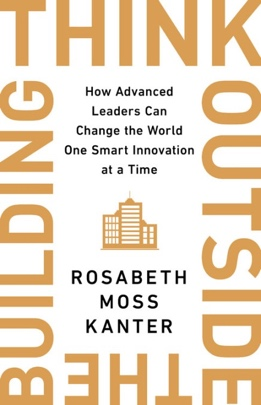 THINK
OUTSIDE
THE
BUILDING
How Advanced
Leaders Can
Change the World
One Smart Innovation
at a Time
ROSABETH
MOSS
KANTER